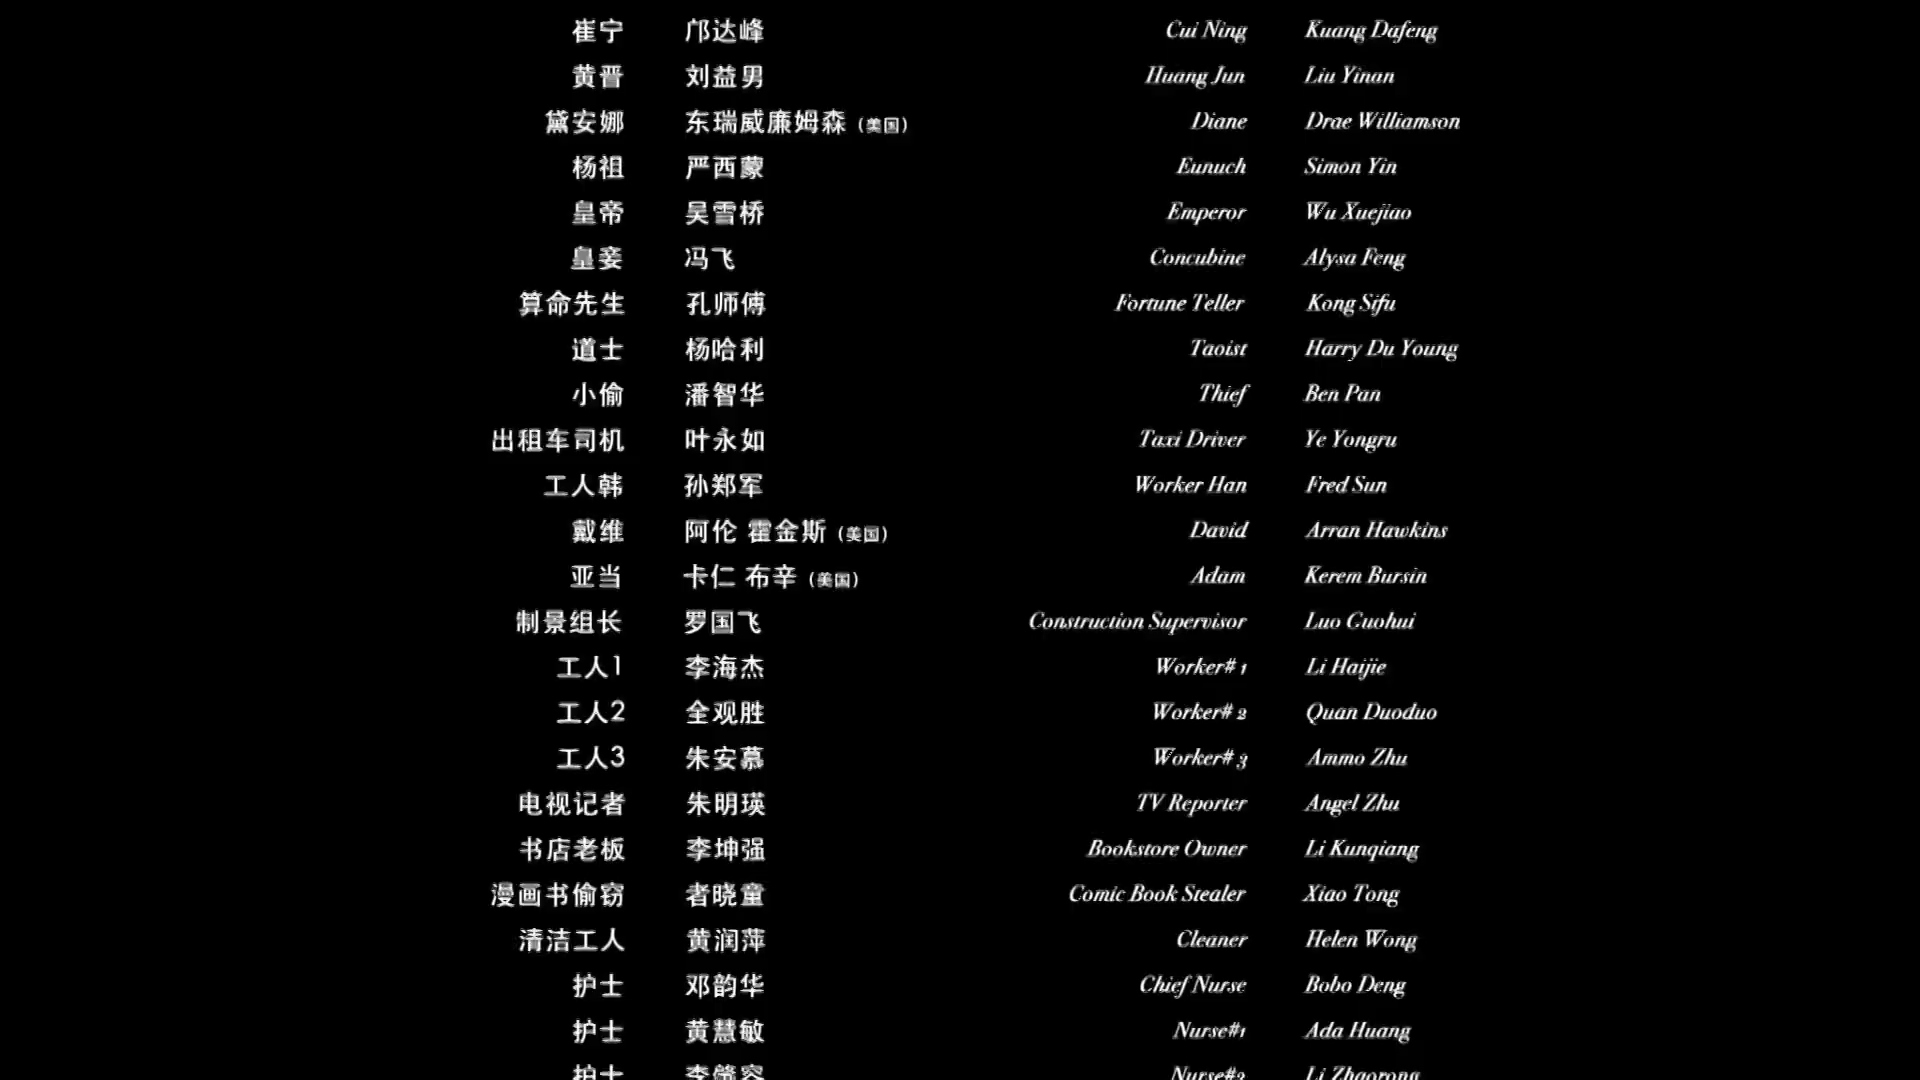 崔宁 邝达峰 Cui Ning Kuang Dafeng
黄晋 刘益男 Huang Jun Liu Yinan
黛安娜 东瑞威廉姆森（美国） Diane Drae Williamson
杨祖 严西蒙 Eunuch Simon Yin
皇帝 吴雪桥 Emperor Wu Xuejiao
皇妾 冯飞 Concubine Alysa Feng
算命先生 孔师傅 Fortune Teller Kong Sifu
道士 杨哈利 Taoist Harry Du Young
小偷 潘智华 Thief Ben Pan
出租车司机 叶永如 Taxi Driver Ye Yongru
工人韩 孙郑军 Worker Han Fred Sun
戴维 阿伦 霍金斯（美国） David Arran Hawkins
亚当 卡仁 布辛（美国） Adam Kerem Bursin
制景组长 罗国飞 Construction Supervisor Luo Guohui
工人1 李海杰 Worker# 1 Li Haijie
工人2 全观胜 Worker# 2 Quan Duoduo
工人3 朱安慕 Worker# 3 Ammo Zhu
电视记者 朱明瑛 TV Reporter Angel Zhu
书店老板 李坤强 Bookstore Owner Li Kunqiang
漫画书偷窃 者晓童 Comic Book Stealer Xiao Tong
清洁工人 黄润萍 Cleaner Helen Wong
护士 邓韵华 Chief Nurse Bobo Deng
护士 黄慧敏 Nurse#1 Ada Huang
护士 Nurse#2 Li Zhaorong